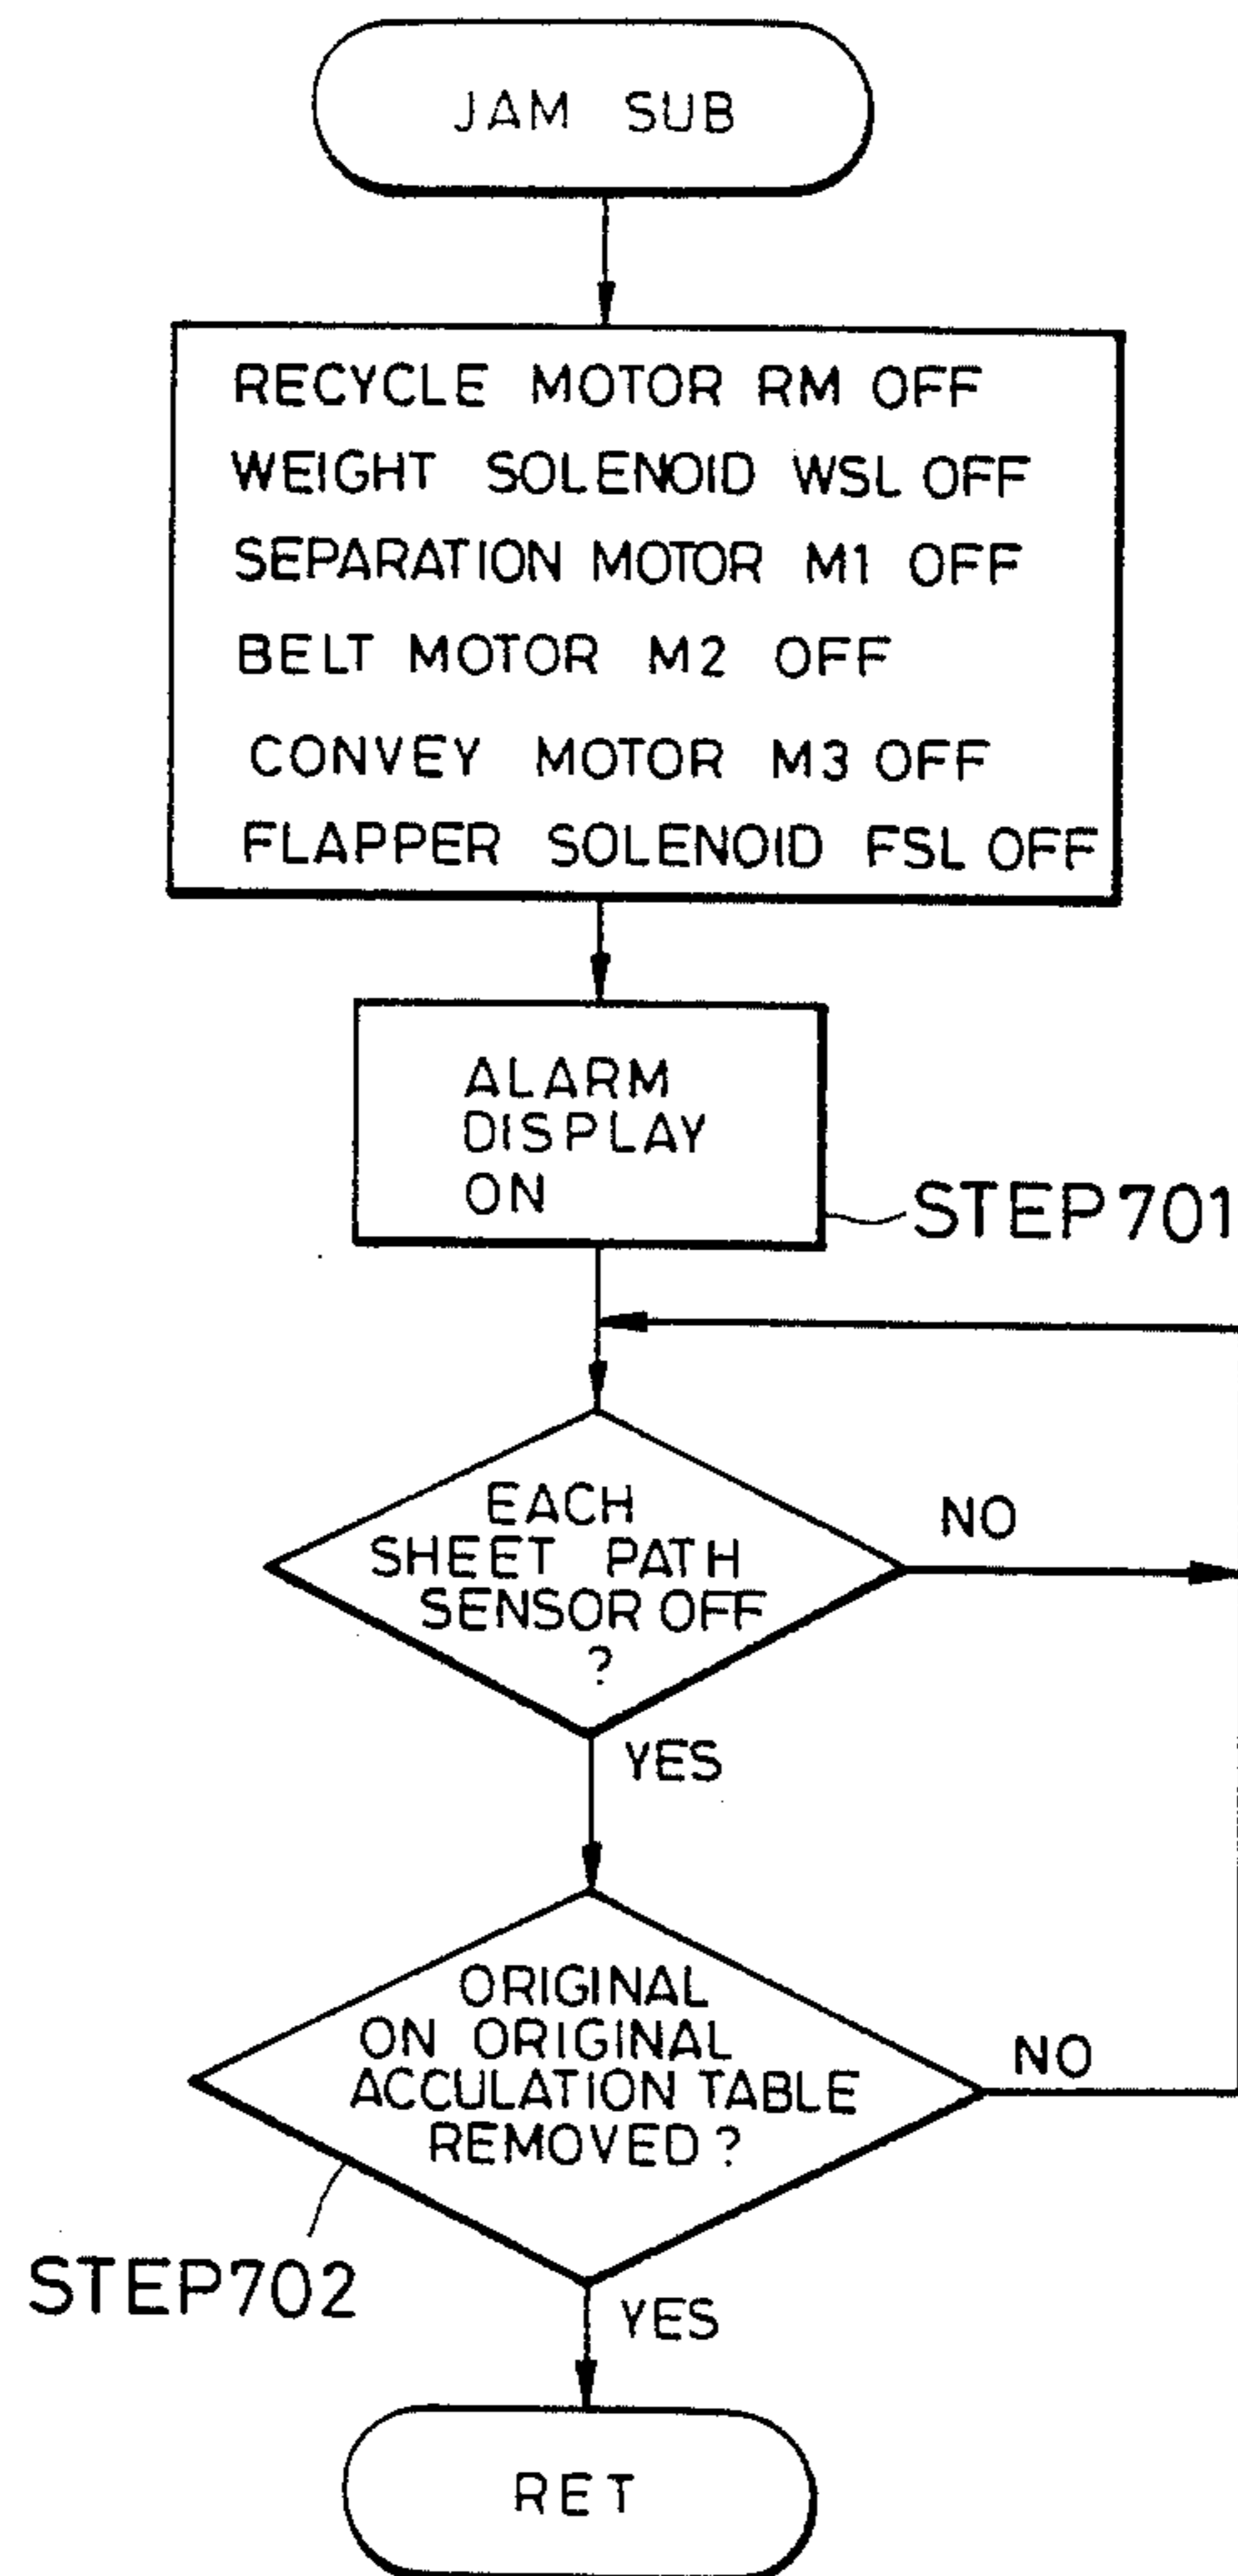 JAM SUB
RECYCLE MOTOR RM OFF
WEIGHT SOLENOID WSL OFF
SEPARATION MOTOR M1 OFF
BELT MOTOR M2 OFF
CONVEY MOTOR M3 OFF
FLAPPER SOLENOID FSL OFF
ALARM
DISPLAY
ON
STEP701
EACH
SHEET PATH
SENSOR OFF
?
NO
YES
ORIGINAL
ON ORIGINAL
ACCULATION TABLE
REMOVED?
NO
STEP702
YES
RET